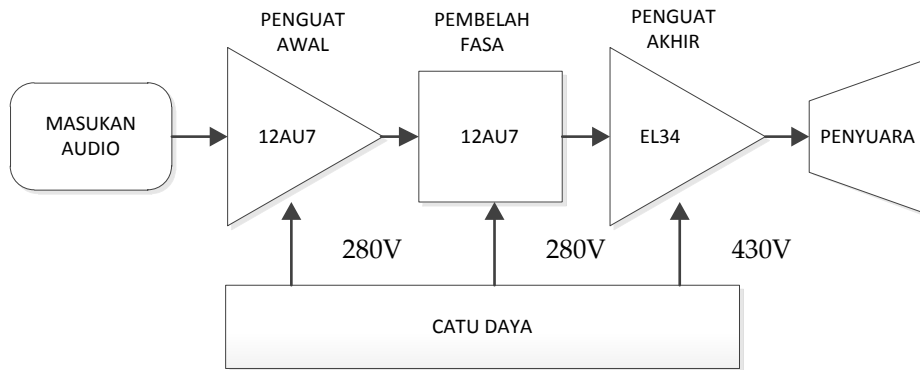 PENGUAT
AWAL
PEMBELAH
FASA
PENGUAT
AKHIR
MASUKAN
AUDIO
12AU7
12AU7
EL34
PENYUARA
280V
280V
430V
CATU DAYA